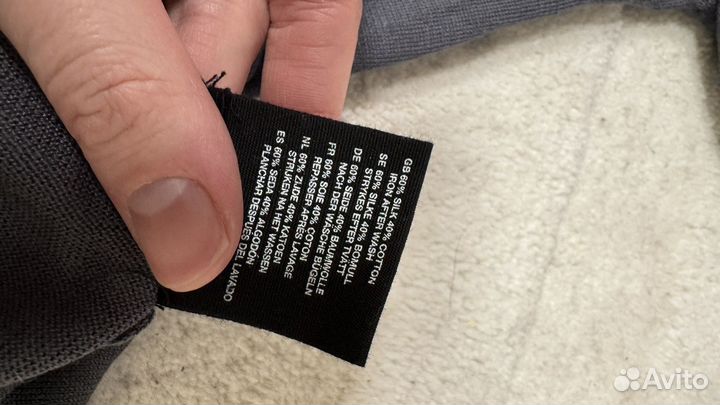 GB 60% SILK 40% COTTON
IRON AFTER WASH
SE 60% SILKE 40% BOMULL
STRYKES EFTER TVÄTT
DE 60% SEIDE 40% BAUMWOLLE
NACH DER WÄSCHE BÜGELN
FR 60% SOIE 40% COTON
REPASSER APRÈS LAVAGE
NL 60% ZIJDE 40% KATOEN
STRIJKEN NA HET WASSEN
ES 60% SEDA 40% ALGODÓN
PLANCHAR DESPUÉS DEL LAVADO
Avito